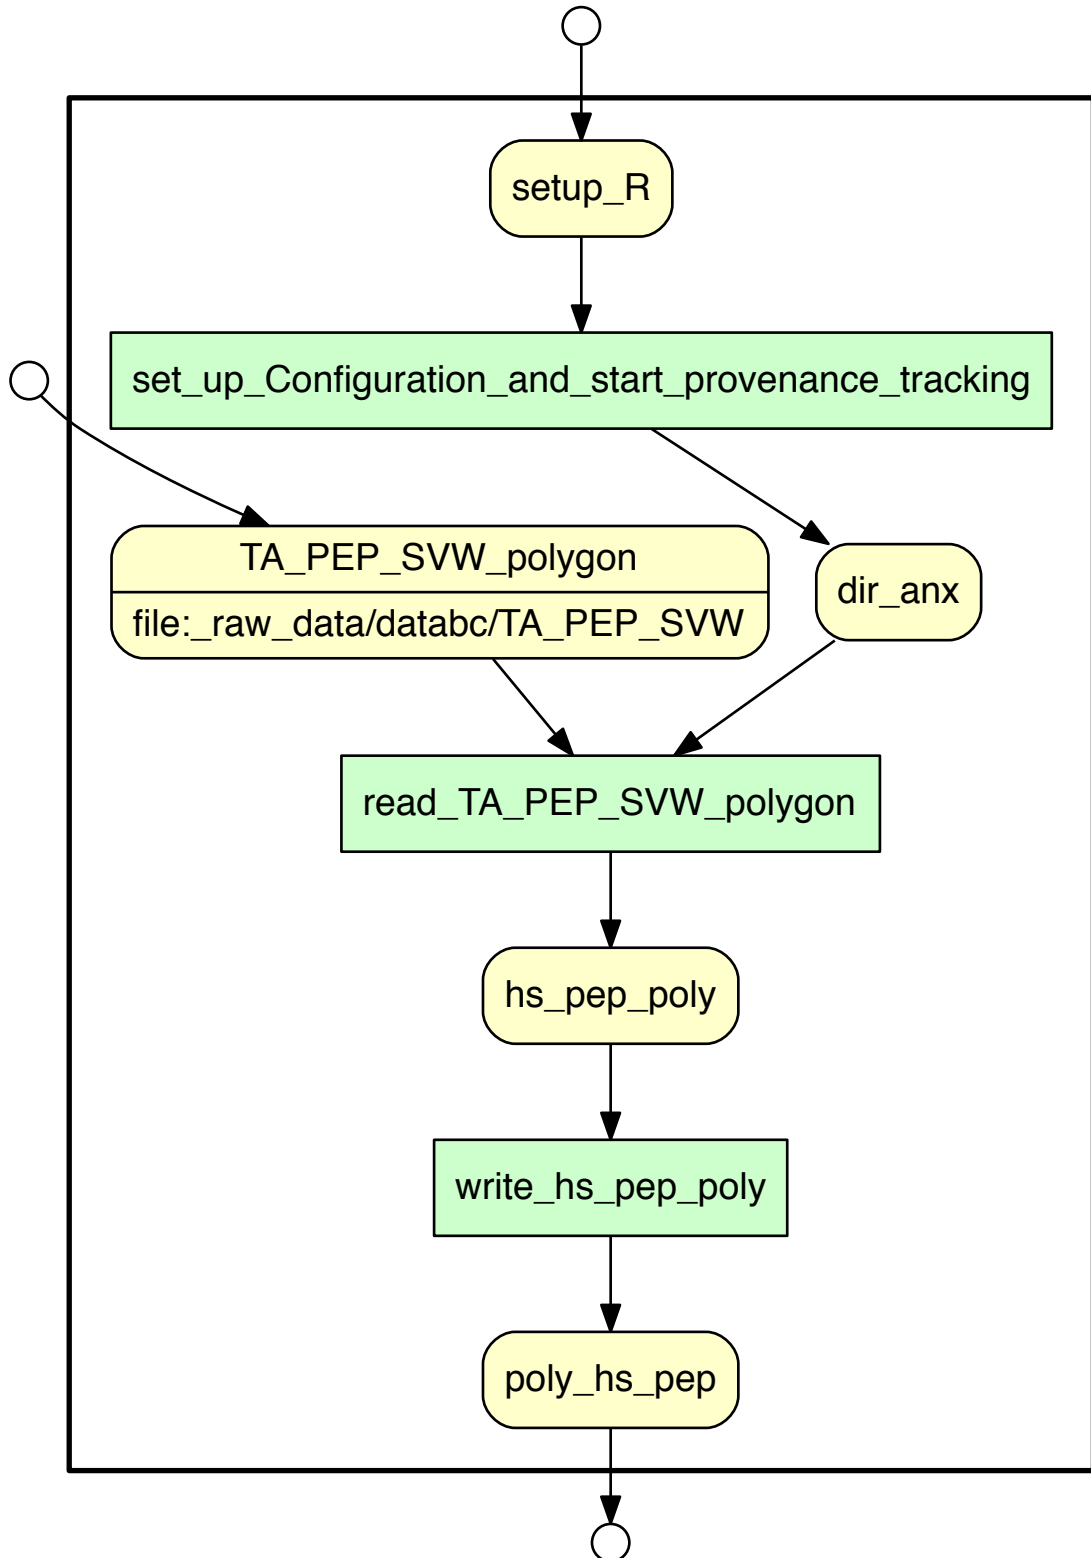 setup_R
set_up_Configuration_and_start_provenance_tracking
TA_PEP_SVW_polygon
file:_raw_data/databc/TA_PEP_SVW
dir_anx
read_TA_PEP_SVW_polygon
hs_pep_poly
write_hs_pep_poly
poly_hs_pep